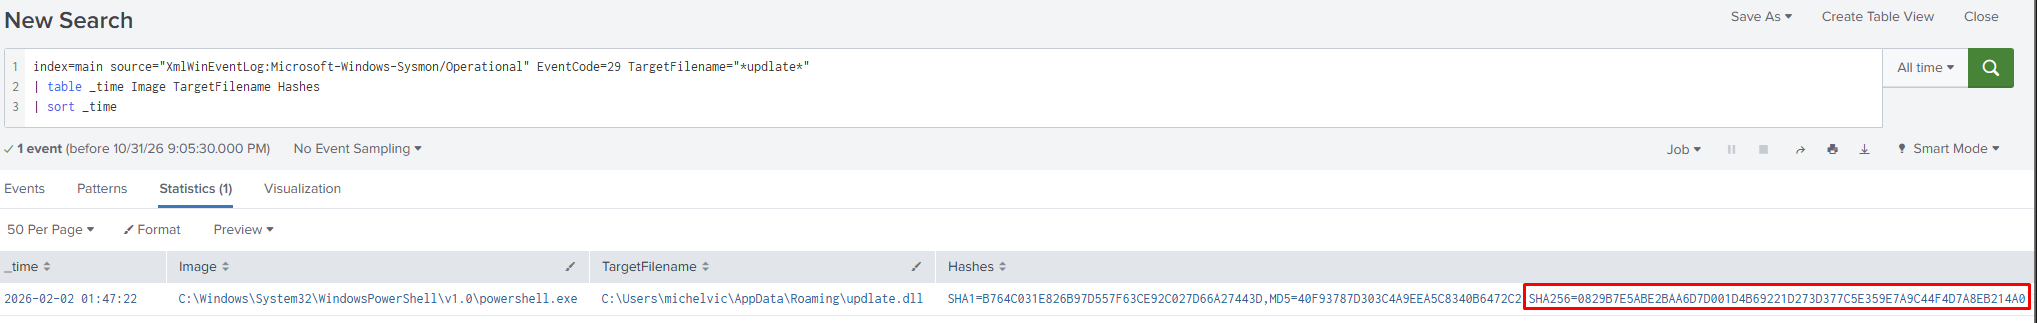 New Search
Save As ▾ Create Table View Close
1 index=main source="XmlWinEventLog:Microsoft-Windows-Sysmon/Operational" EventCode=29 TargetFilename="*updlate*"
2 | table _time Image TargetFilename Hashes
3 | sort _time
All time ▾
✓ 1 event (before 10/31/26 9:05:30.000 PM) No Event Sampling ▾ Job ▾ Smart Mode ▾
Events Patterns Statistics (1) Visualization
50 Per Page ▾ Format Preview ▾
_time Image TargetFilename Hashes
2026-02-02 01:47:22 C:\Windows\System32\WindowsPowerShell\v1.0\powershell.exe C:\Users\michelvic\AppData\Roaming\updlate.dll SHA1=B764C031E826B97D557F63CE92C027D66A27443D,MD5=40F93787D303C4A9EEA5C8340B6472C2 SHA256=0829B7E5ABE2BAA6D7D001D4B69221D273D377C5E359E7A9C44F4D7A8EB214A0